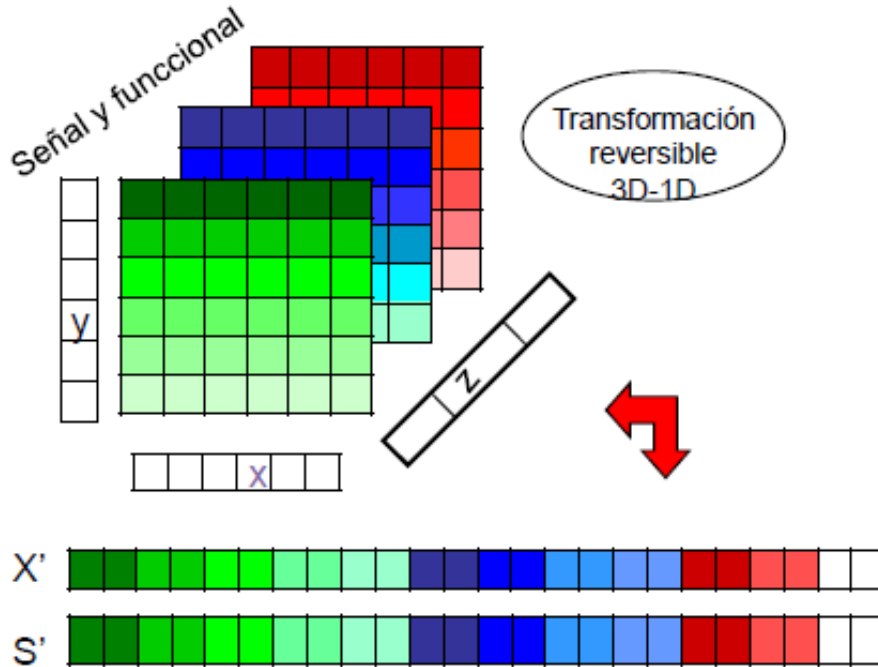 Señal y funccional
Transformación
reversible
3D-1D
y
z
x
X'
S'